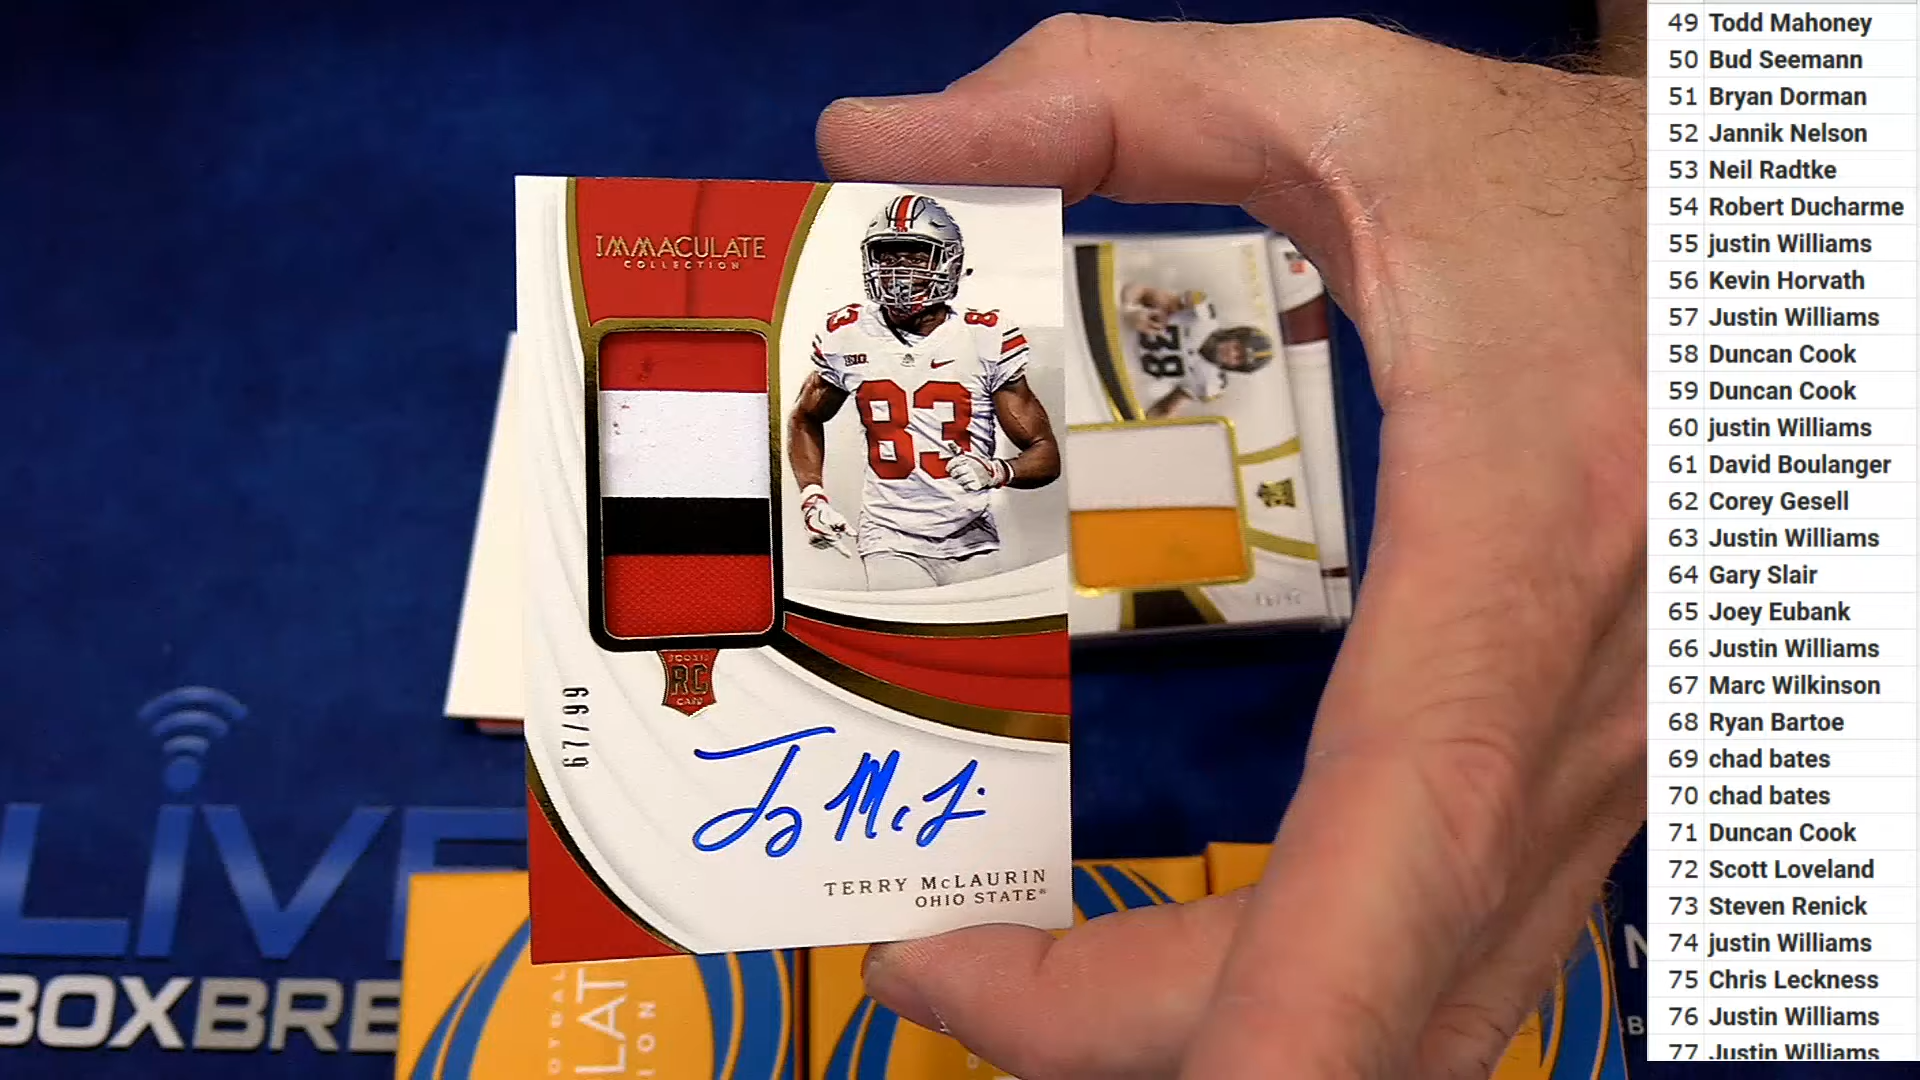 IMMACULATE
COLLECTION
83
83
BIG
ROOKIE
RC
CARD
67/99
TERRY McLAURIN
OHIO STATE
38
LIVE
BOXBRE
49 Todd Mahoney
50 Bud Seemann
51 Bryan Dorman
52 Jannik Nelson
53 Neil Radtke
54 Robert Ducharme
55 justin Williams
56 Kevin Horvath
57 Justin Williams
58 Duncan Cook
59 Duncan Cook
60 justin Williams
61 David Boulanger
62 Corey Gesell
63 Justin Williams
64 Gary Slair
65 Joey Eubank
66 Justin Williams
67 Marc Wilkinson
68 Ryan Bartoe
69 chad bates
70 chad bates
71 Duncan Cook
72 Scott Loveland
73 Steven Renick
74 justin Williams
75 Chris Leckness
76 Justin Williams
77 Justin Williams